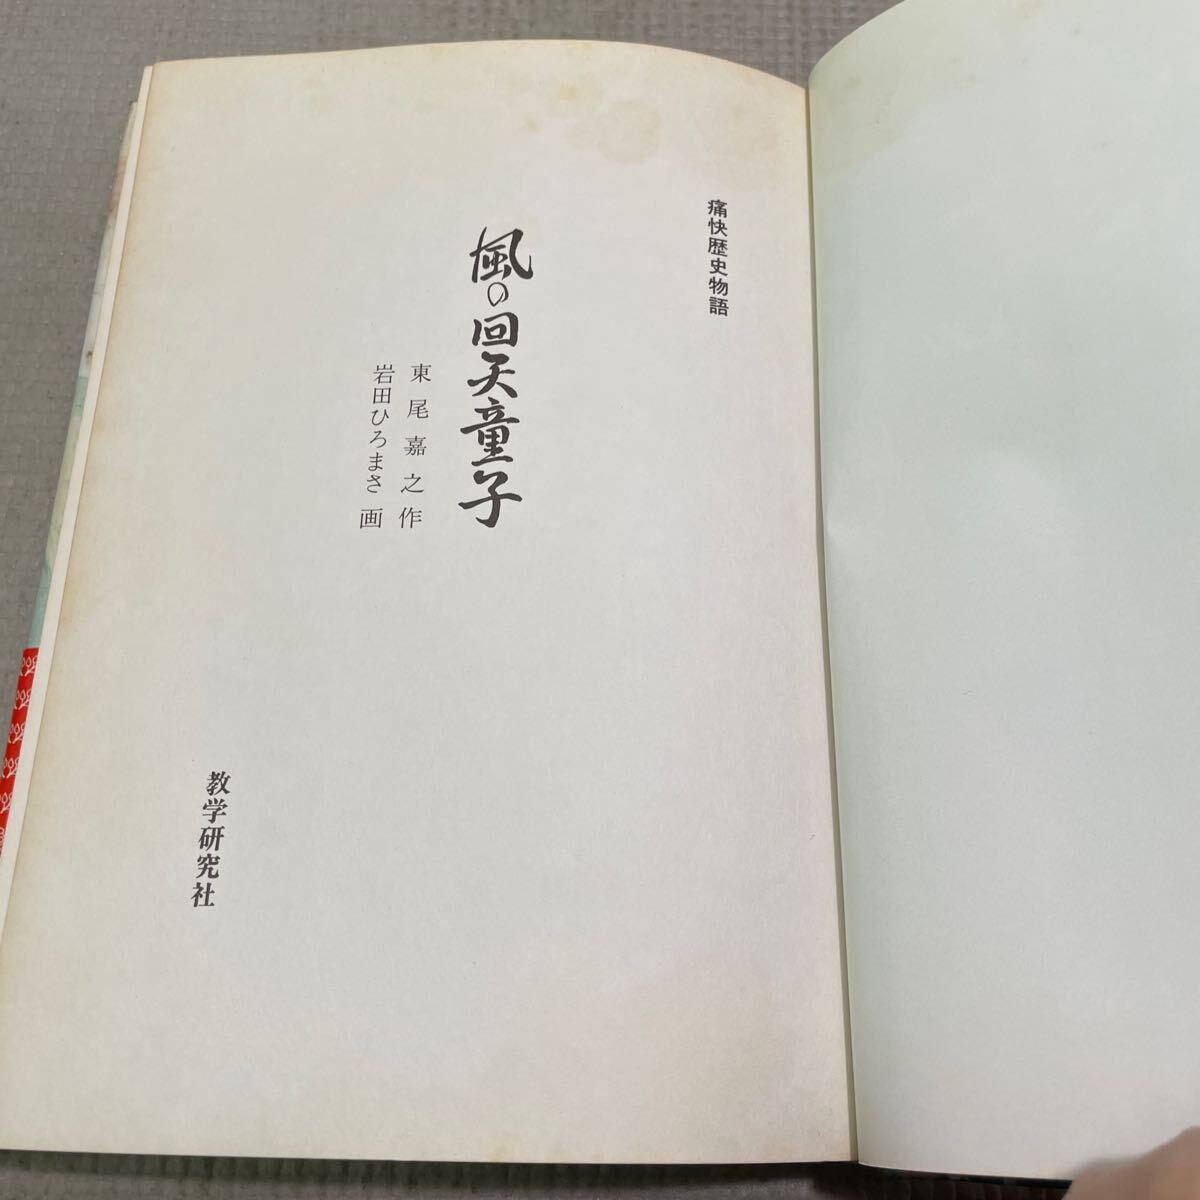 痛快歴史物語
風の回天童子
東尾嘉之作
岩田ひろまさ画
教学研究社